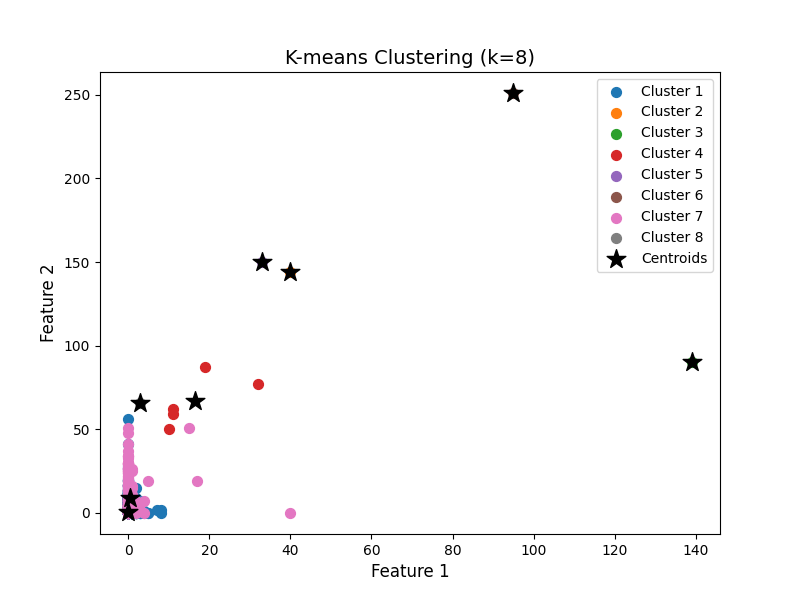 K-means Clustering (k=8)
250
200
150
100
50
0
Feature 2
0
20
40
60
80
100
120
140
Feature 1
Cluster 1
Cluster 2
Cluster 3
Cluster 4
Cluster 5
Cluster 6
Cluster 7
Cluster 8
Centroids